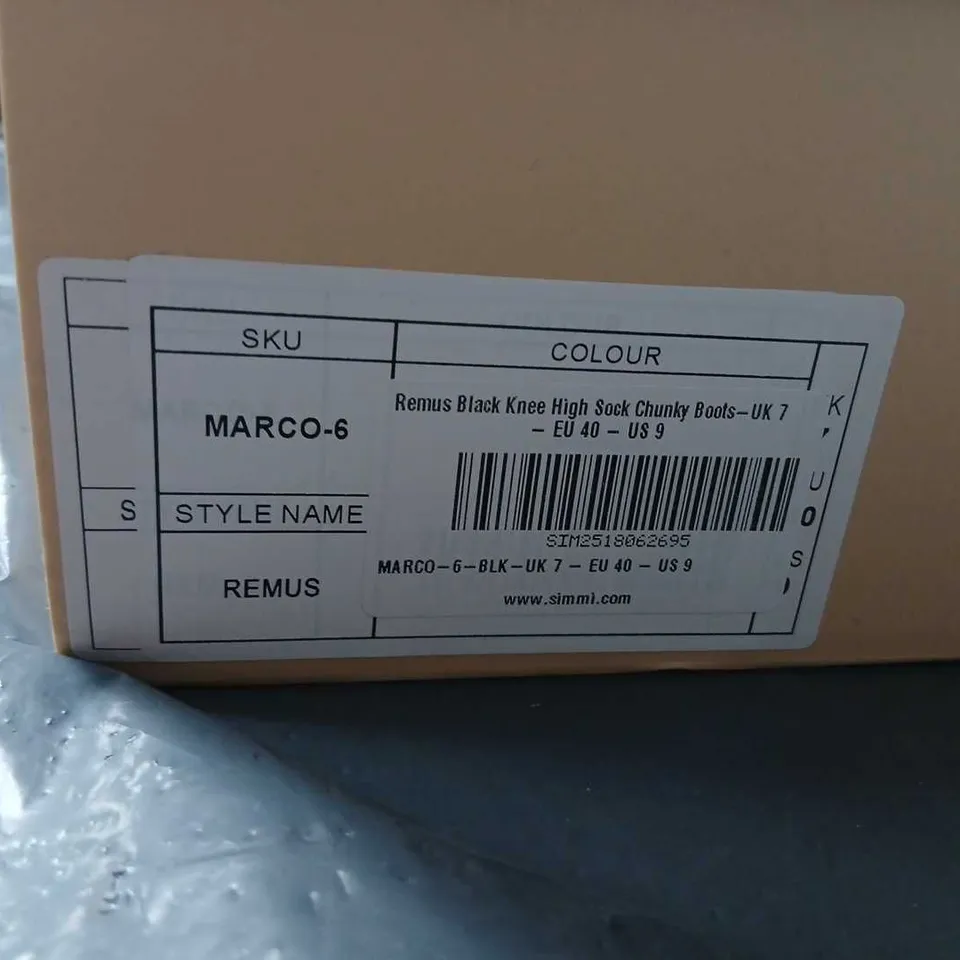 SKU
COLOUR
MARCO-6
Remus Black Knee High Sock Chunky Boots-UK 7
- EU 40 - US 9
SIM2518062695
MARCO-6-BLK-UK 7 - EU 40 - US 9
www.simmi.com
STYLE NAME
REMUS
S
K
U
0
S